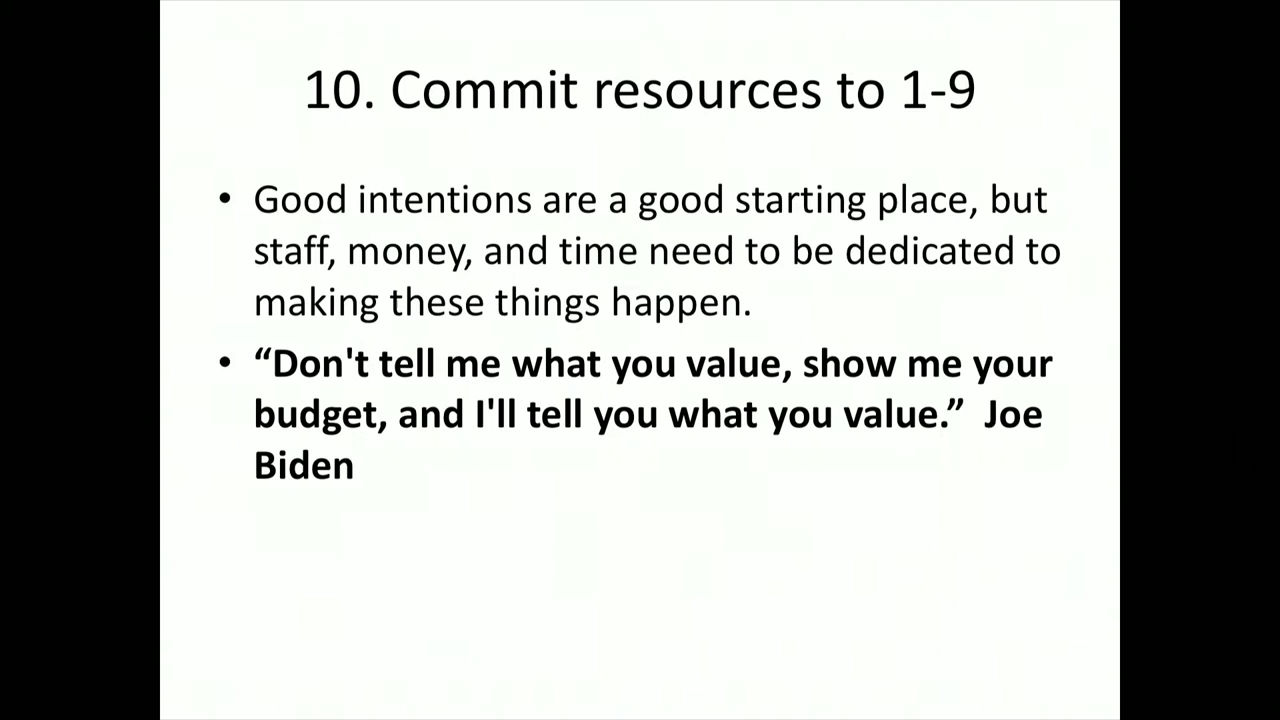 10. Commit resources to 1-9
• Good intentions are a good starting place, but
staff, money, and time need to be dedicated to
making these things happen.
• “Don't tell me what you value, show me your
budget, and I'll tell you what you value.”  Joe
Biden